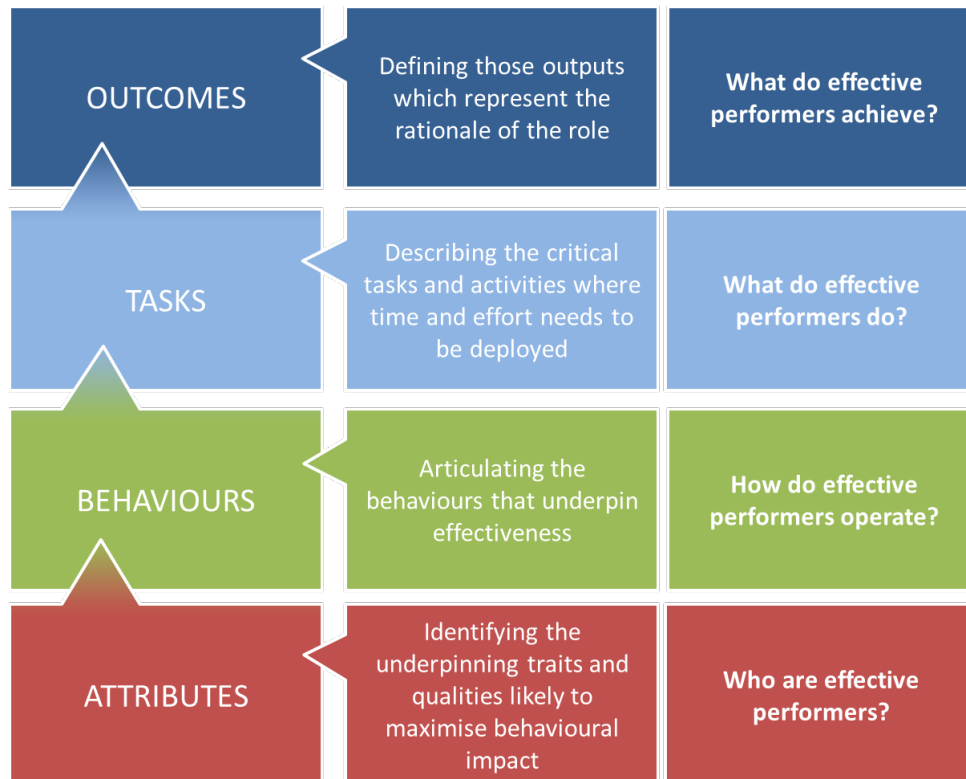 OUTCOMES
Defining those outputs
which represent the
rationale of the role
What do effective
performers achieve?
TASKS
Describing the critical
tasks and activities where
time and effort needs to
be deployed
What do effective
performers do?
BEHAVIOURS
Articulating the
behaviours that underpin
effectiveness
How do effective
performers operate?
ATTRIBUTES
Identifying the
underpinning traits and
qualities likely to
maximise behavioural
impact
Who are effective
performers?